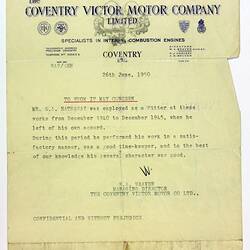 THE
COVENTRY VICTOR MOTOR COMPANY
LIMITED
SPECIALISTS IN INTERNAL COMBUSTION ENGINES
COVENTRY
26th June, 1950
TO WHOM IT MAY CONCERN
MR. was employed as a Fitter at these
works from December 1940 to December 1945, when he
left of his own accord.
During this period he performed his work in a satis-
factory manner, was a good time-keeper, and to the best
of our knowledge his general character was good.
WEAVER
MANAGING DIRECTOR
THE COVENTRY VICTOR MOTOR CO LTD.,
CONFIDENTIAL AND WITHOUT PREJUDICE